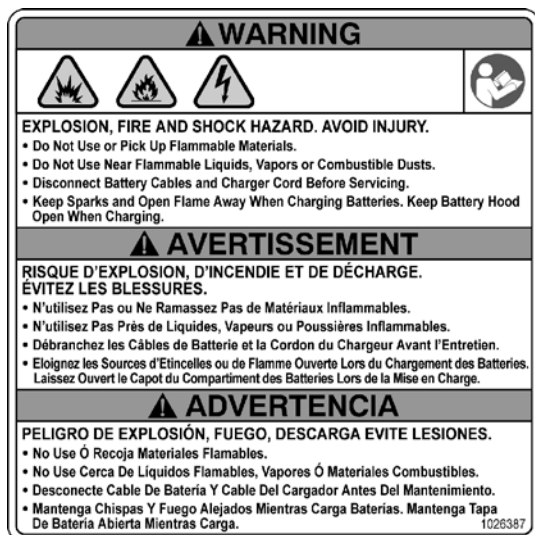 WARNING
EXPLOSION, FIRE AND SHOCK HAZARD. AVOID INJURY.
• Do Not Use or Pick Up Flammable Materials.
• Do Not Use Near Flammable Liquids, Vapors or Combustible Dusts.
• Disconnect Battery Cables and Charger Cord Before Servicing.
• Keep Sparks and Open Flame Away When Charging Batteries. Keep Battery Hood
Open When Charging.
AVERTISSEMENT
RISQUE D'EXPLOSION, D'INCENDIE ET DE DÉCHARGE.
ÉVITEZ LES BLESSURES.
• N'utilisez Pas ou Ne Ramassez Pas de Matériaux Inflammables.
• N'utilisez Pas Près de Liquides, Vapeurs ou Poussières Inflammables.
• Débranchez les Câbles de Batterie et la Cordon du Chargeur Avant l'Entretien.
• Eloignez les Sources d'Etincelles ou de Flamme Ouverte Lors du Chargement des Batteries.
Laissez Ouvert le Capot du Compartiment des Batteries Lors de la Mise en Charge.
ADVERTENCIA
PELIGRO DE EXPLOSIÓN, FUEGO, DESCARGA EVITE LESIONES.
• No Use Ó Recoja Materiales Flamables.
• No Use Cerca De Líquidos Flamables, Vapores Ó Materiales Combustibles.
• Desconecte Cable De Batería Y Cable Del Cargador Antes Del Mantenimiento.
• Mantenga Chispas Y Fuego Alejados Mientras Carga Baterías. Mantenga Tapa
De Batería Abierta Mientras Carga.
1026387